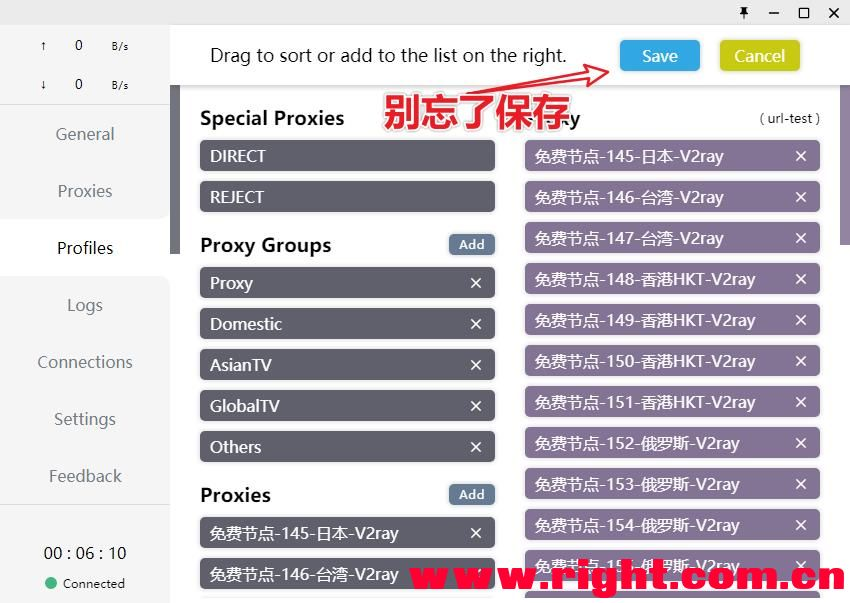 ↑ 0 B/s
↓ 0 B/s
General
Proxies
Profiles
Logs
Connections
Settings
Feedback
00 : 06 : 10
Connected
Drag to sort or add to the list on the right.
Save
Cancel
别忘了保存
Special Proxies
DIRECT
REJECT
Proxy Groups
Add
Proxy
Domestic
AsianTV
GlobalTV
Others
Proxies
Add
免费节点-145-日本-V2ray
免费节点-146-台湾-V2ray
( url-test )
免费节点-145-日本-V2ray
免费节点-146-台湾-V2ray
免费节点-147-台湾-V2ray
免费节点-148-香港HKT-V2ray
免费节点-149-香港HKT-V2ray
免费节点-150-香港HKT-V2ray
免费节点-151-香港HKT-V2ray
免费节点-152-俄罗斯-V2ray
免费节点-153-俄罗斯-V2ray
免费节点-154-俄罗斯-V2ray
免费节点-155-俄罗斯-V2ray
www.right.com.cn